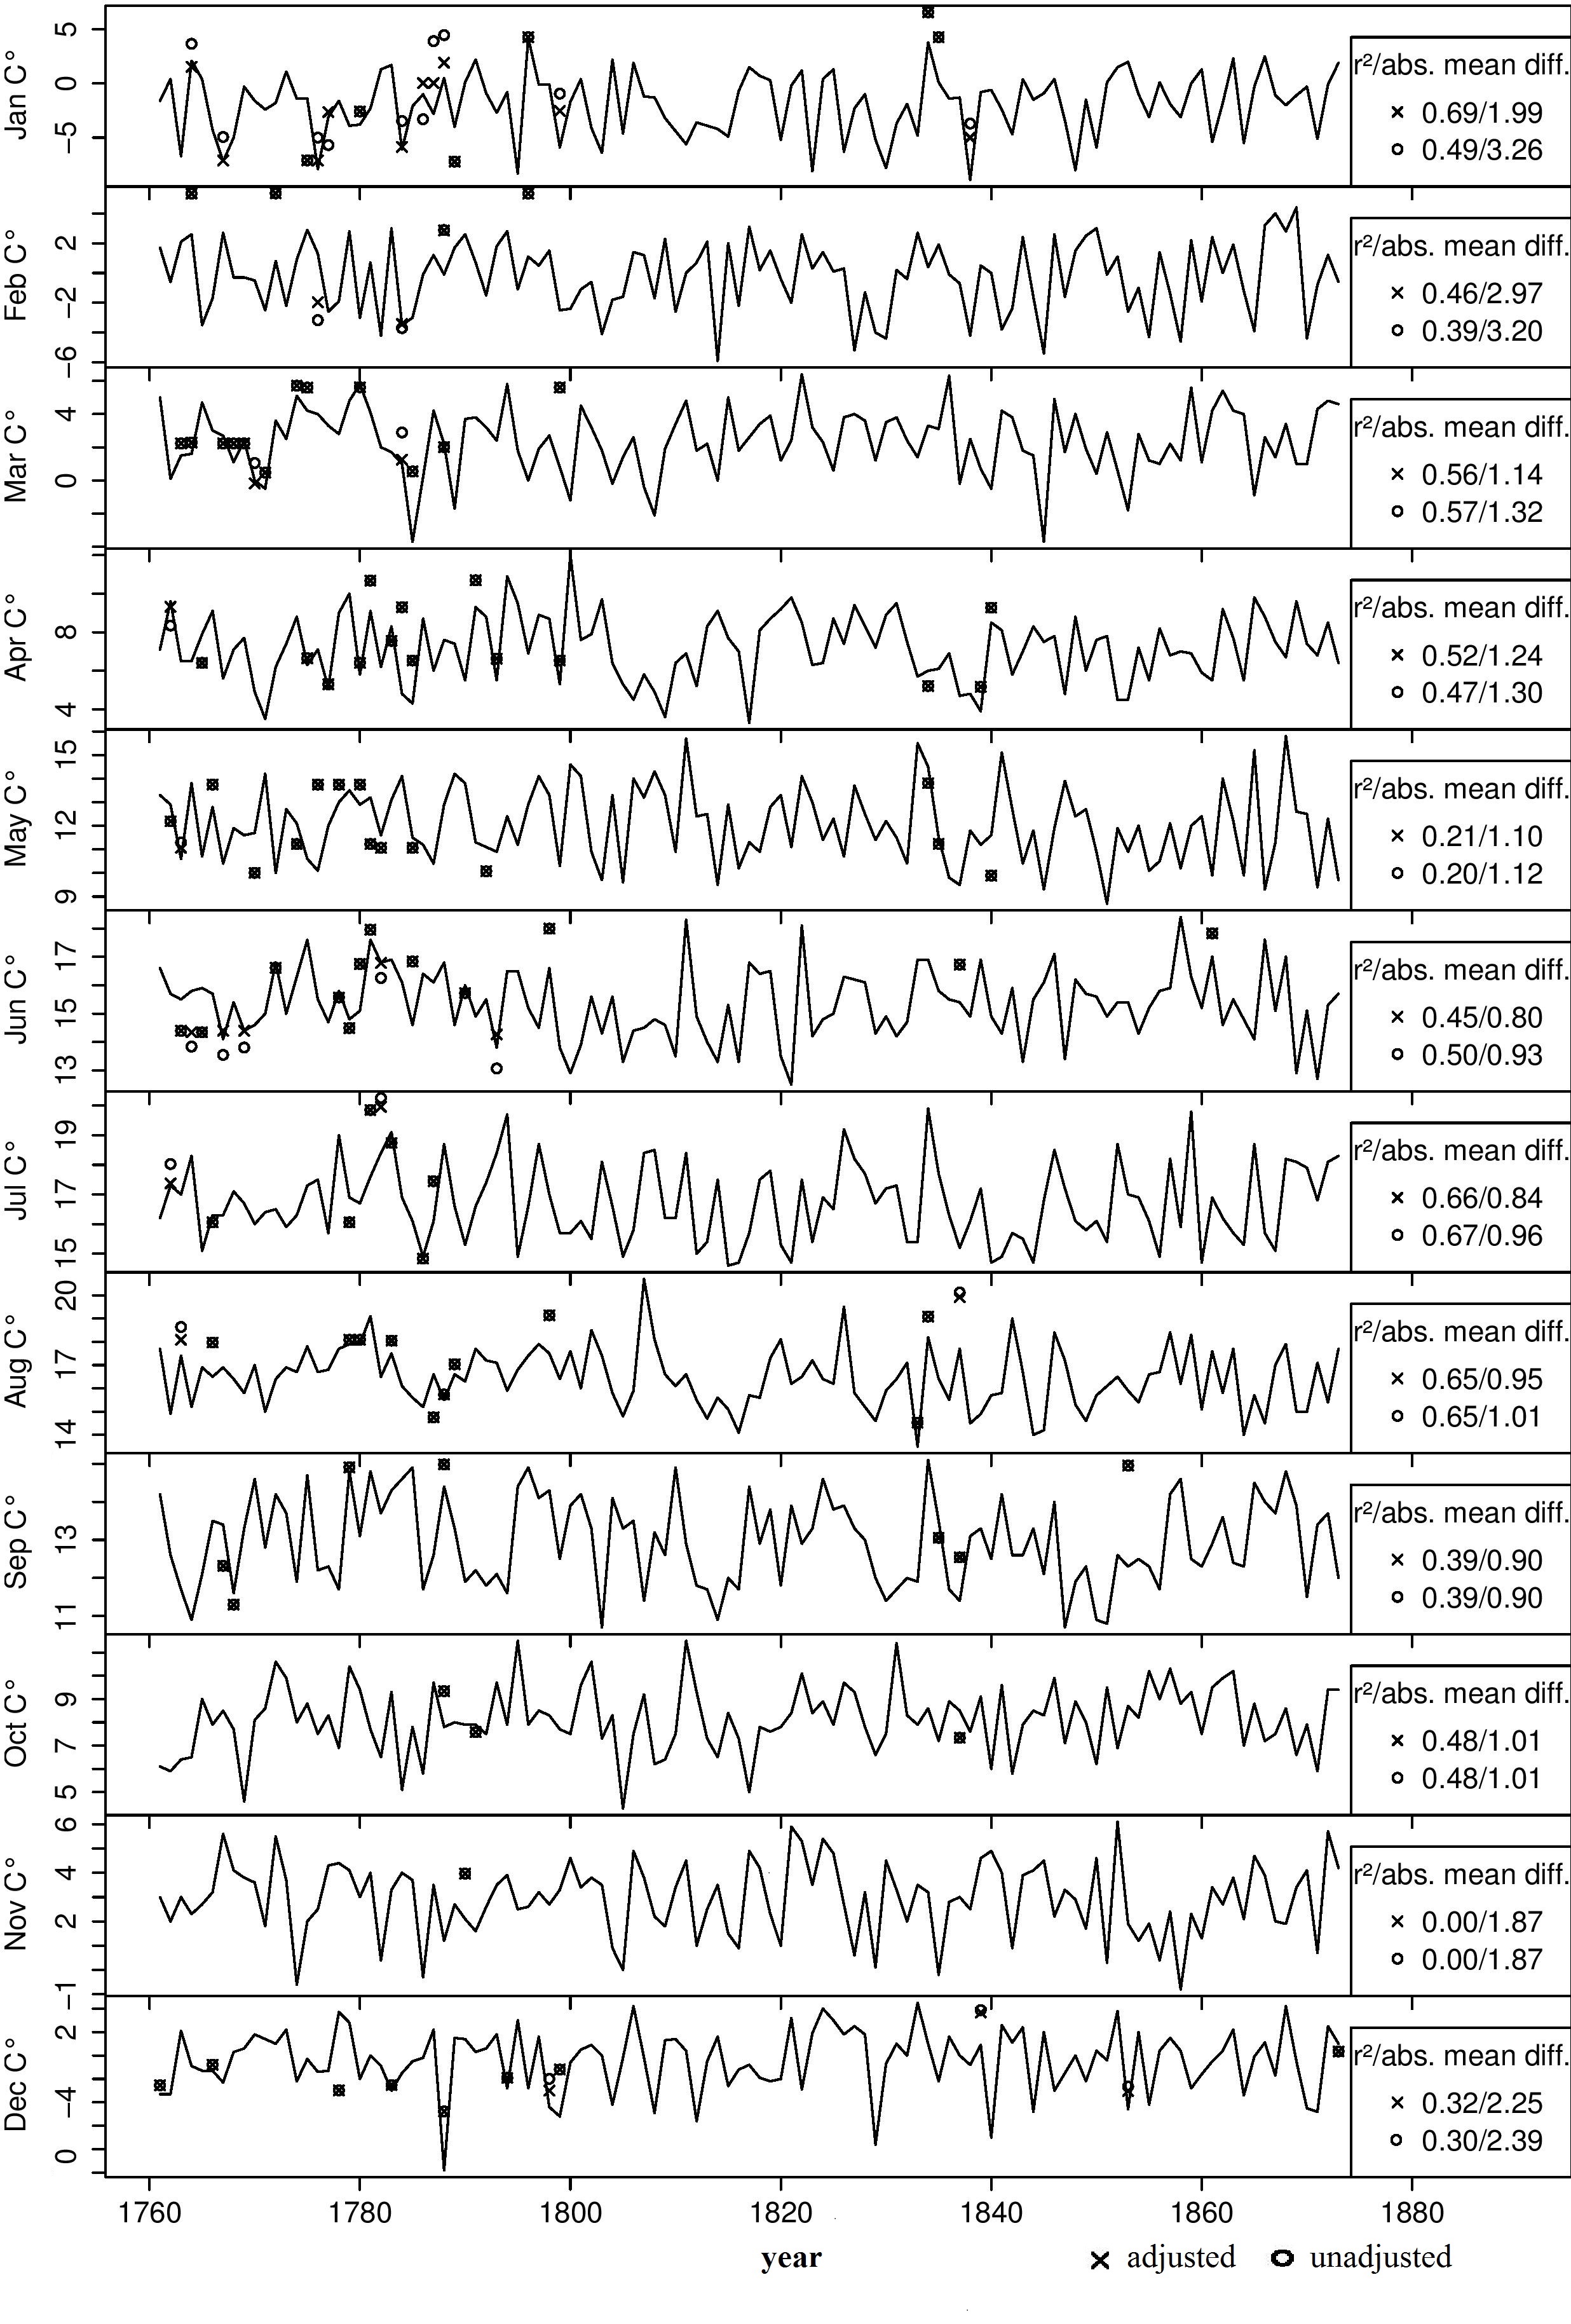 Jan C°
5
0
−5
r²/abs. mean diff.
× 0.69/1.99
o 0.49/3.26
Feb C°
2
−2
−6
r²/abs. mean diff.
× 0.46/2.97
o 0.39/3.20
Mar C°
4
0
r²/abs. mean diff.
× 0.56/1.14
o 0.57/1.32
Apr C°
8
4
r²/abs. mean diff.
× 0.52/1.24
o 0.47/1.30
May C°
15
12
9
r²/abs. mean diff.
× 0.21/1.10
o 0.20/1.12
Jun C°
17
15
13
r²/abs. mean diff.
× 0.45/0.80
o 0.50/0.93
Jul C°
19
17
15
r²/abs. mean diff.
× 0.66/0.84
o 0.67/0.96
Aug C°
20
17
14
r²/abs. mean diff.
× 0.65/0.95
o 0.65/1.01
Sep C°
13
11
r²/abs. mean diff.
× 0.39/0.90
o 0.39/0.90
Oct C°
9
7
5
r²/abs. mean diff.
× 0.48/1.01
o 0.48/1.01
Nov C°
6
4
2
−1
r²/abs. mean diff.
× 0.00/1.87
o 0.00/1.87
Dec C°
2
−4
0
r²/abs. mean diff.
× 0.32/2.25
o 0.30/2.39
1760 1780 1800 1820 1840 1860 1880
year
× adjusted o unadjusted